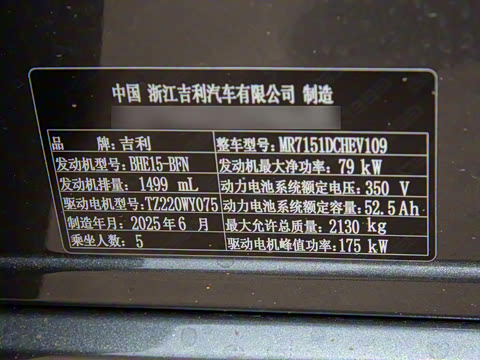 中国 浙江吉利汽车有限公司 制造
品牌:吉利 整车型号:MR7151DCHEV109
发动机型号:BHE15-BFN 发动机最大净功率:79 kW
发动机排量:1499 mL 动力电池系统额定电压:350 V
驱动电机型号:TZ220WY075 动力电池系统额定容量:52.5Ah
制造年月:2025年6月 最大允许总质量:2130 kg
乘坐人数:5 驱动电机峰值功率:175 kW